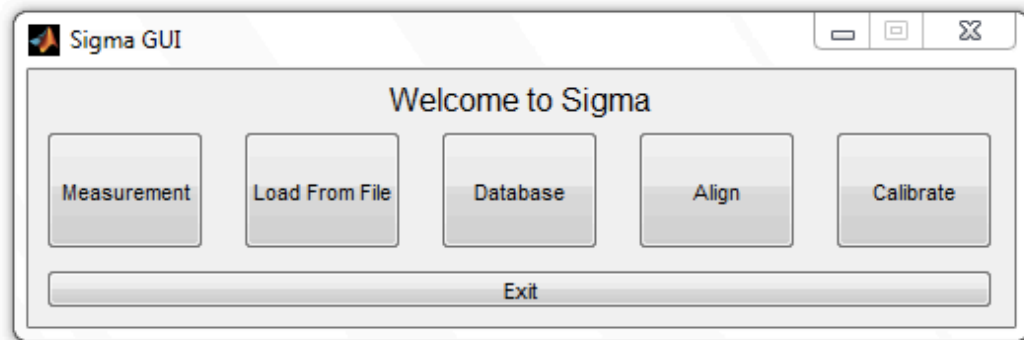 Sigma GUI
Welcome to Sigma
Measurement Load From File Database Align Calibrate
Exit